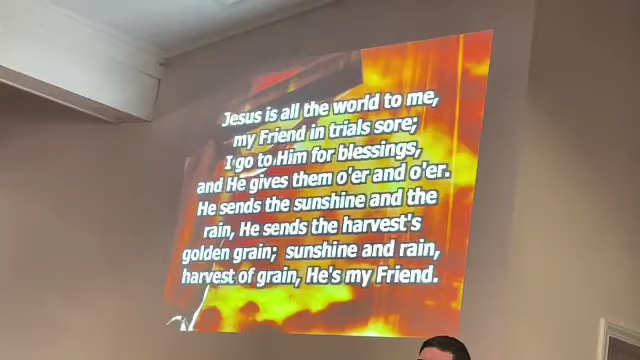 Jesus is all the world to me,
my Friend in trials sore;
I go to Him for blessings,
and He gives them o'er and o'er.
He sends the sunshine and the
rain, He sends the harvest's
golden grain; sunshine and rain,
harvest of grain, He's my Friend.